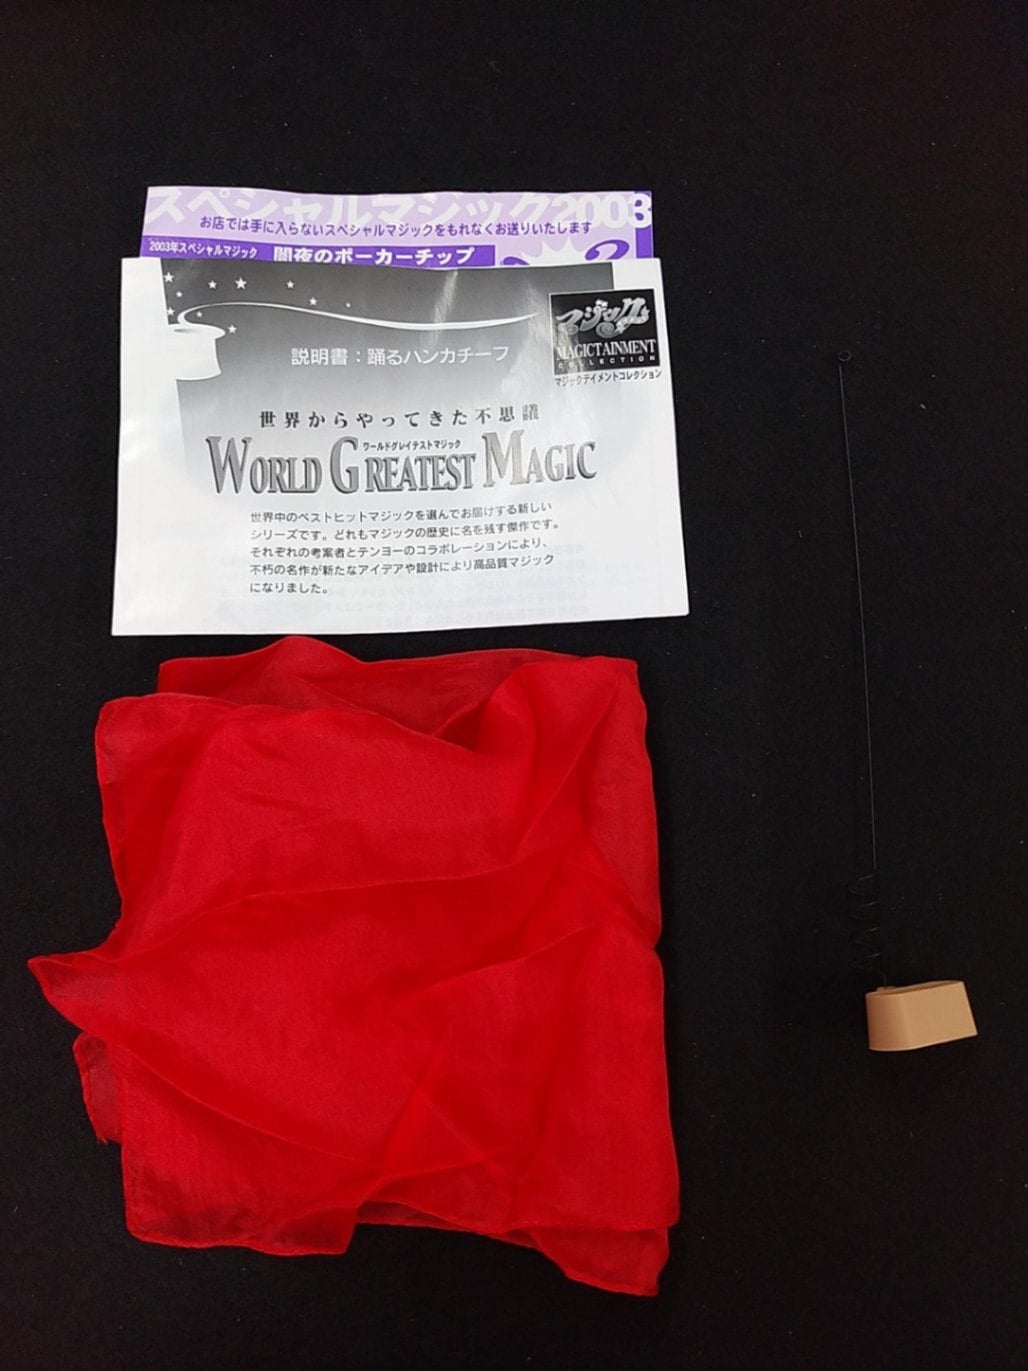 スペシャルマジック2003
お店では手に入らないスペシャルマジックをもれなくお送りいたします
2003年スペシャルマジック 闇夜のポーカーチップ
マジック
MAGICTAINMENT
COLLECTION
マジックテイメントコレクション
説明書：踊るハンカチーフ
世界からやってきた不思議
ワールドグレイテストマジック
WORLD GREATEST MAGIC
世界中のベストヒットマジックを選んでお届けする新しい
シリーズです。どれもマジックの歴史に名を残す傑作です。
それぞれの考案者とテンヨーのコラボレーションにより、
不朽の名作が新たなアイデアや設計により高品質マジック
になりました。